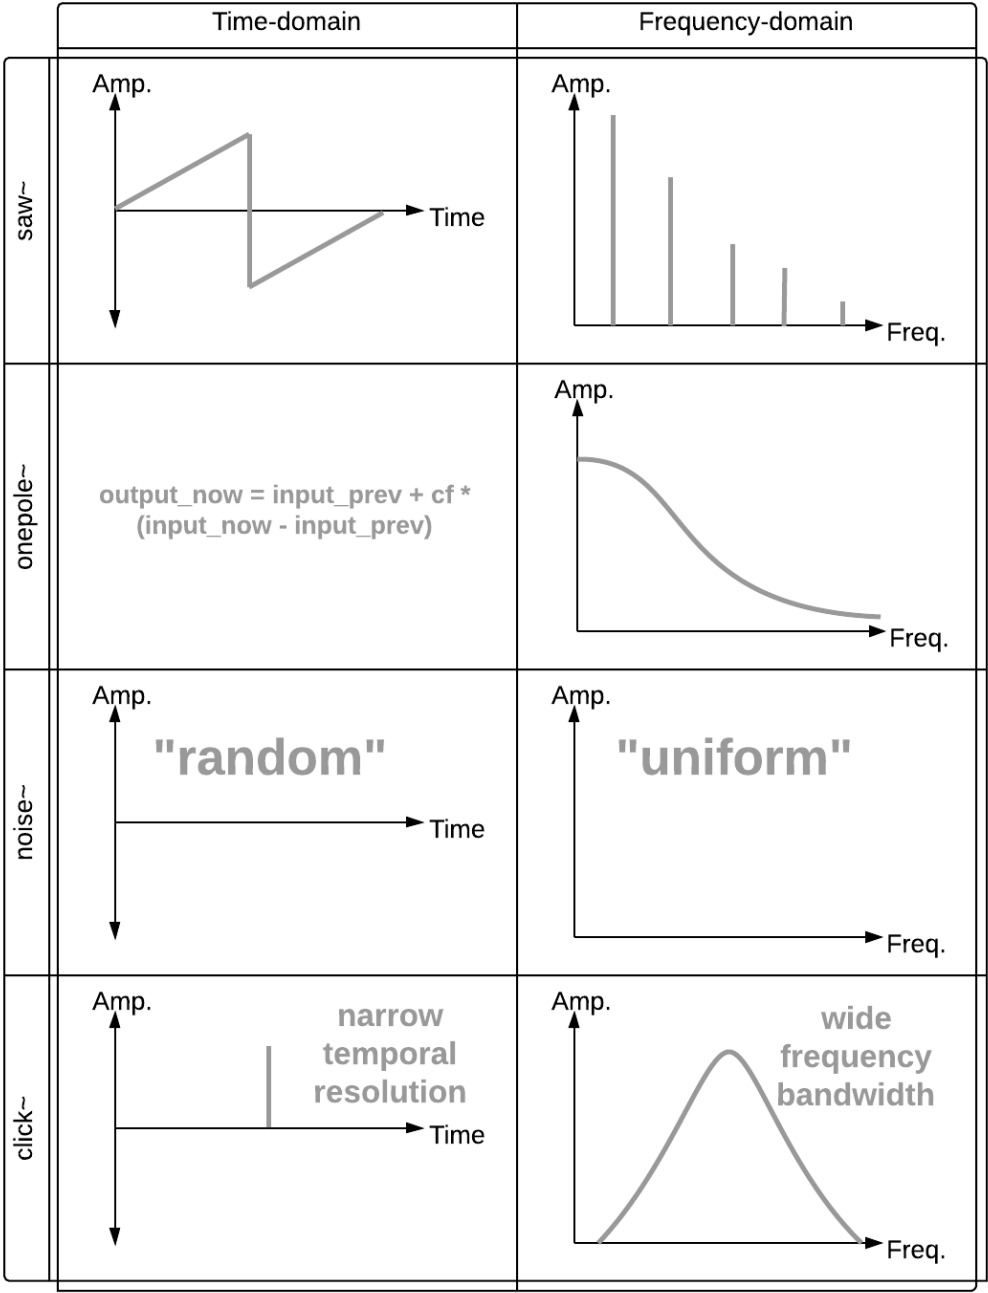 Time-domain
Frequency-domain
saw~
Amp.
Time
Amp.
Freq.
onepole~
output_now = input_prev + cf *
(input_now - input_prev)
Amp.
Freq.
noise~
Amp.
"random"
Time
Amp.
"uniform"
Freq.
click~
Amp.
narrow
temporal
resolution
Time
Amp.
wide
frequency
bandwidth
Freq.